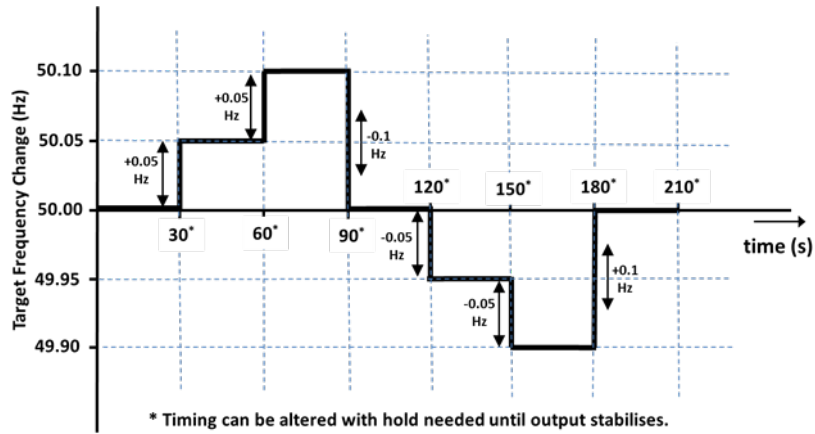 Target Frequency Change (Hz)
50.10
50.05
50.00
49.95
49.90
+0.05
Hz
+0.05
Hz
-0.1
Hz
30*
60*
90*
120*
150*
180*
210*
-0.05
Hz
-0.05
Hz
+0.1
Hz
time (s)
* Timing can be altered with hold needed until output stabilises.